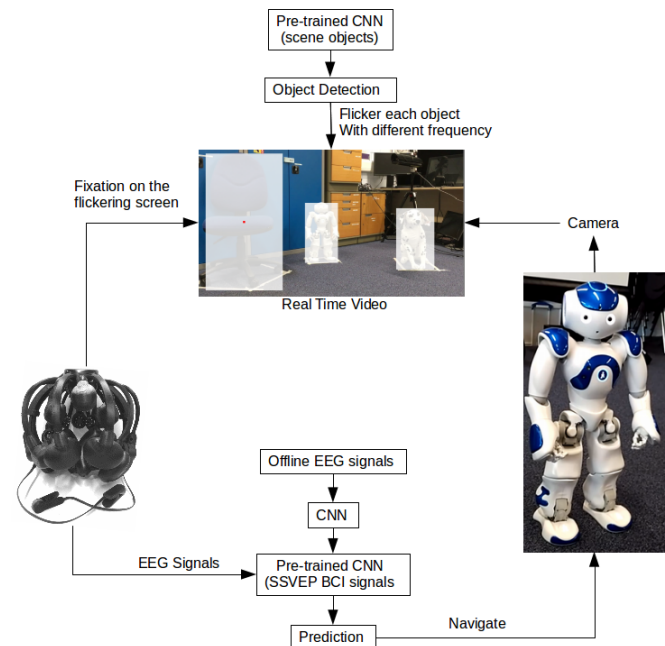 Pre-trained CNN
(scene objects)
Object Detection
Flicker each object
With different frequency
Fixation on the
flickering screen
Camera
Real Time Video
Offline EEG signals
CNN
EEG Signals
Pre-trained CNN
(SSVEP BCI signals
Prediction
Navigate